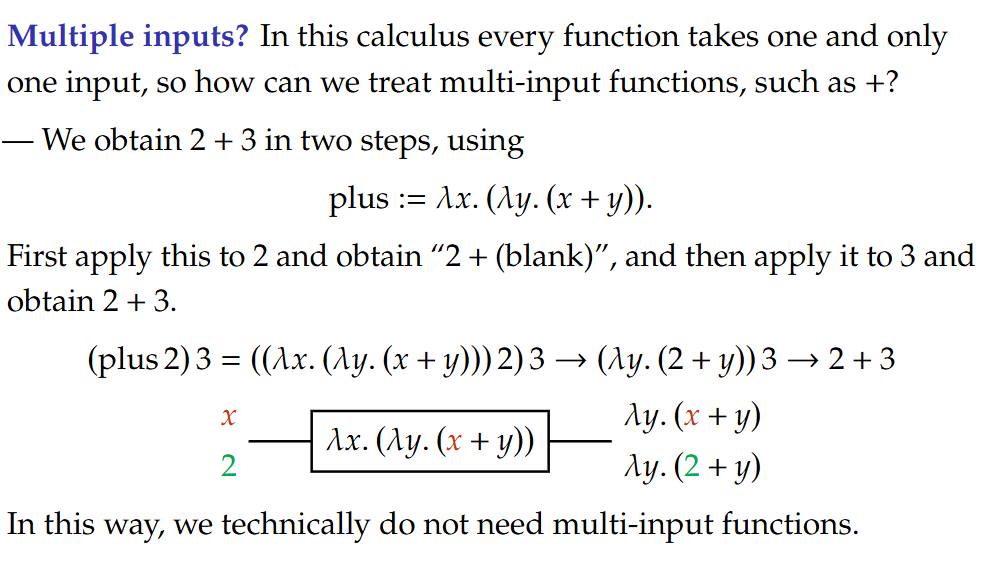 Multiple inputs? In this calculus every function takes one and only
one input, so how can we treat multi-input functions, such as +?
— We obtain 2 + 3 in two steps, using
plus := λx. (λy. (x + y)).
First apply this to 2 and obtain “2 + (blank)”, and then apply it to 3 and
obtain 2 + 3.
(plus 2) 3 = ((λx. (λy. (x + y))) 2) 3 → (λy. (2 + y)) 3 → 2 + 3
x
2
λx. (λy. (x + y))
λy. (x + y)
λy. (2 + y)
In this way, we technically do not need multi-input functions.